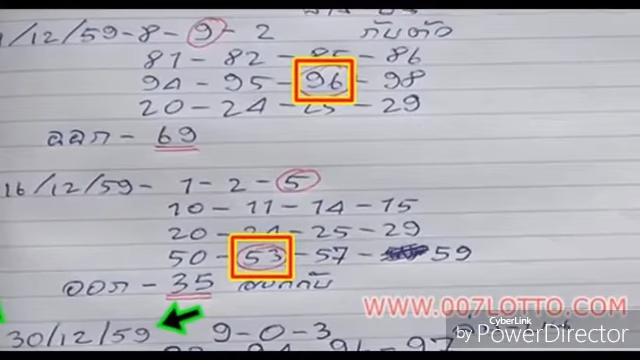 /12/59-8-9-2 กับตัว
81-82-85-86
94-95-96-98
20-24-25-29
ออก-69
16/12/59- 1-2-5
10-11-14-15
20-24-25-29
50-53-57- 59
ออก-35
WWW.007LOTTO.COM
30/12/59 9-0-3
CyberLink
by PowerDirector